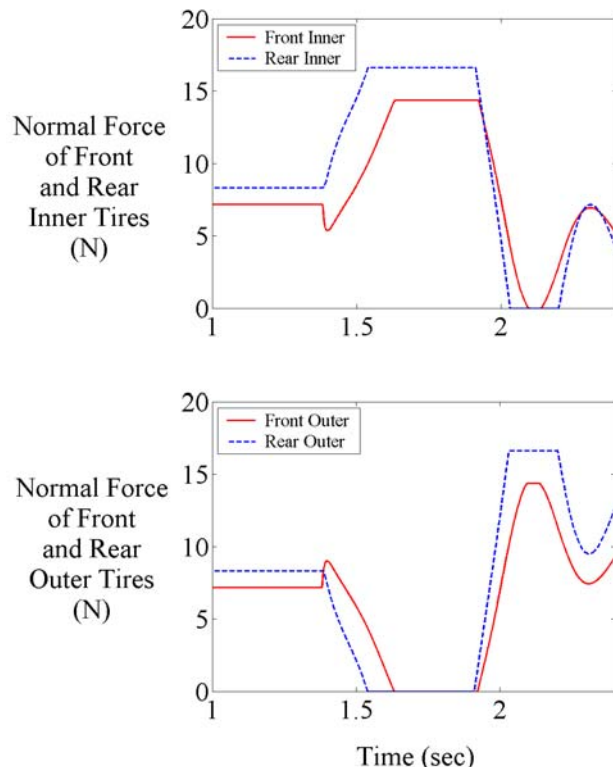 20
15
10
5
0
Front Inner
Rear Inner
Normal Force
of Front
and Rear
Inner Tires
(N)
1
1.5
2
20
15
10
5
0
Front Outer
Rear Outer
Normal Force
of Front
and Rear
Outer Tires
(N)
1
1.5
2
Time (sec)